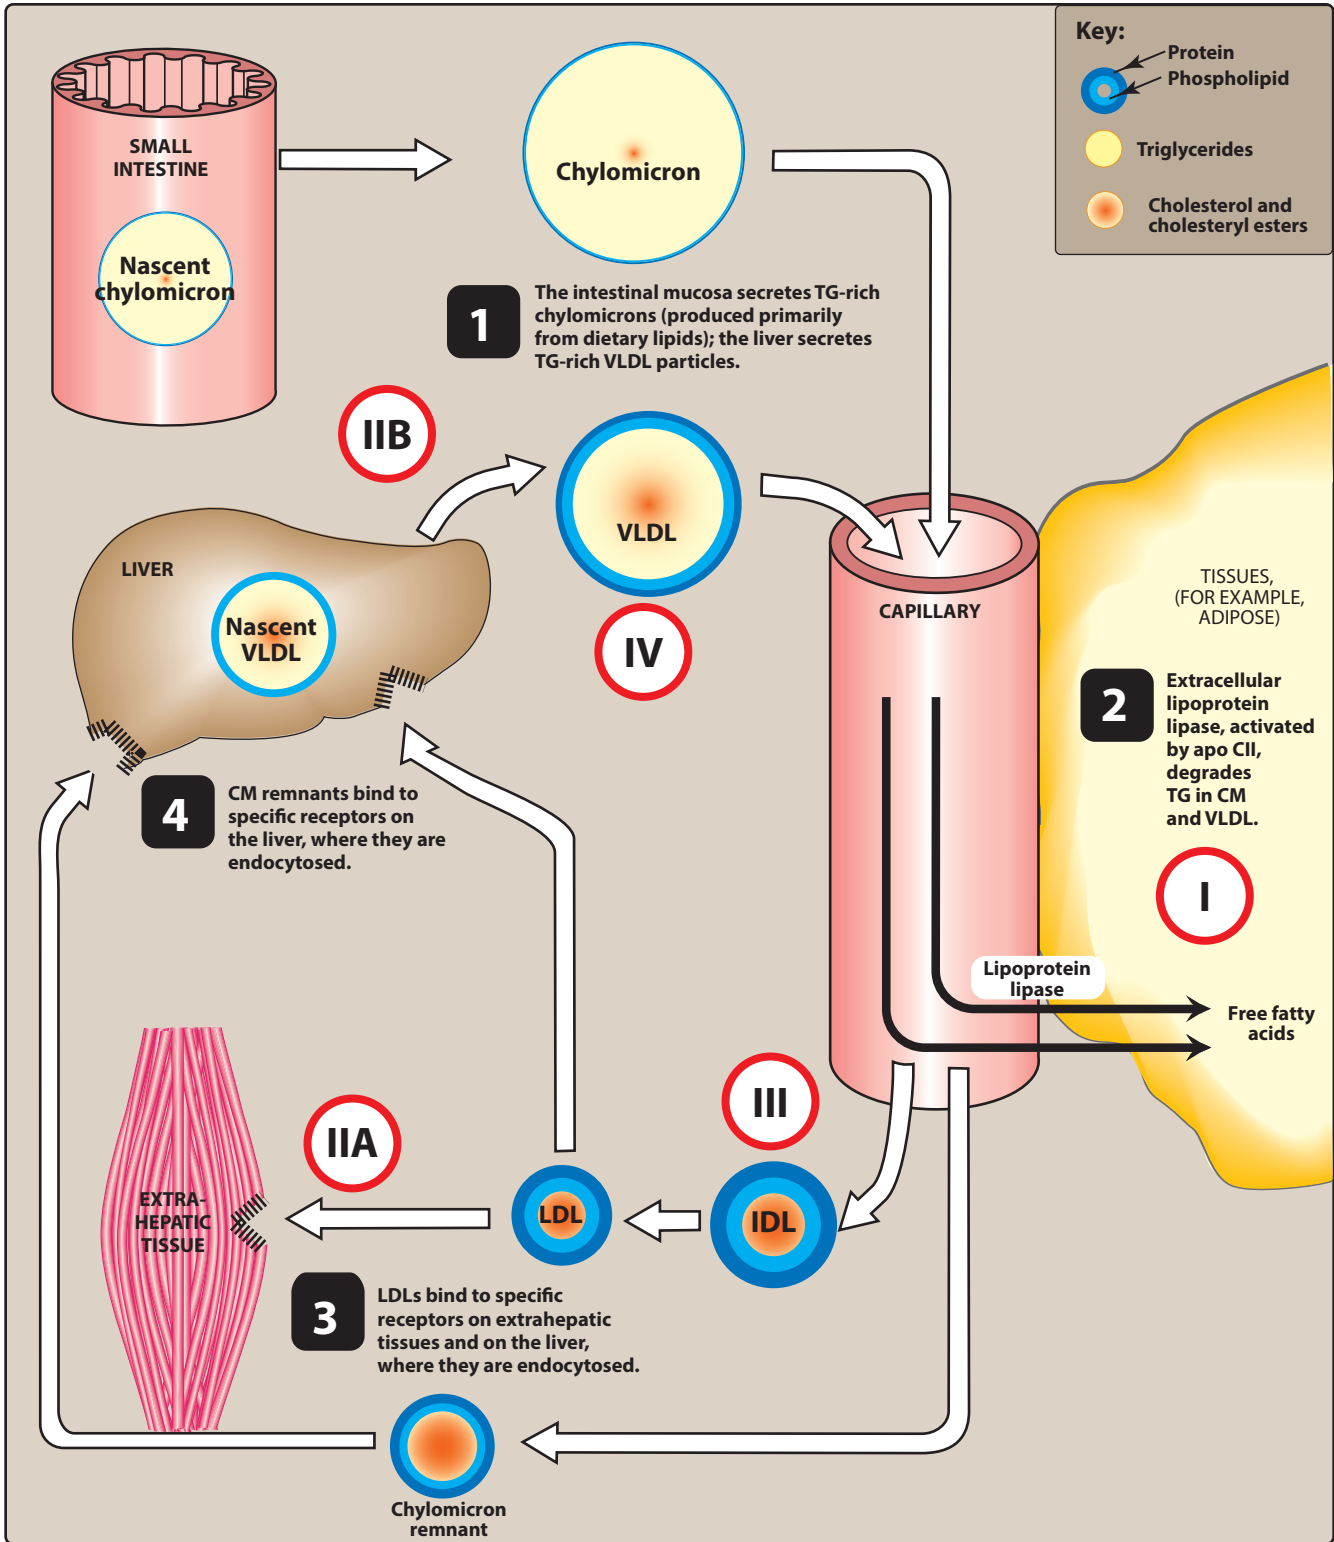 Key:
Protein
Phospholipid
Triglycerides
Cholesterol and
cholesteryl esters
SMALL
INTESTINE
Nascent
chylomicron
Chylomicron
1
The intestinal mucosa secretes TG-rich
chylomicrons (produced primarily
from dietary lipids); the liver secretes
TG-rich VLDL particles.
IIB
VLDL
IV
LIVER
Nascent
VLDL
CAPILLARY
TISSUES,
(FOR EXAMPLE,
ADIPOSE)
2
Extracellular
lipoprotein
lipase, activated
by apo CII,
degrades
TG in CM
and VLDL.
I
4
CM remnants bind to
specific receptors on
the liver, where they are
endocytosed.
Lipoprotein
lipase
Free fatty
acids
III
IIA
EXTRA-
HEPATIC
TISSUE
LDL
IDL
3
LDLs bind to specific
receptors on extrahepatic
tissues and on the liver,
where they are endocytosed.
Chylomicron
remnant